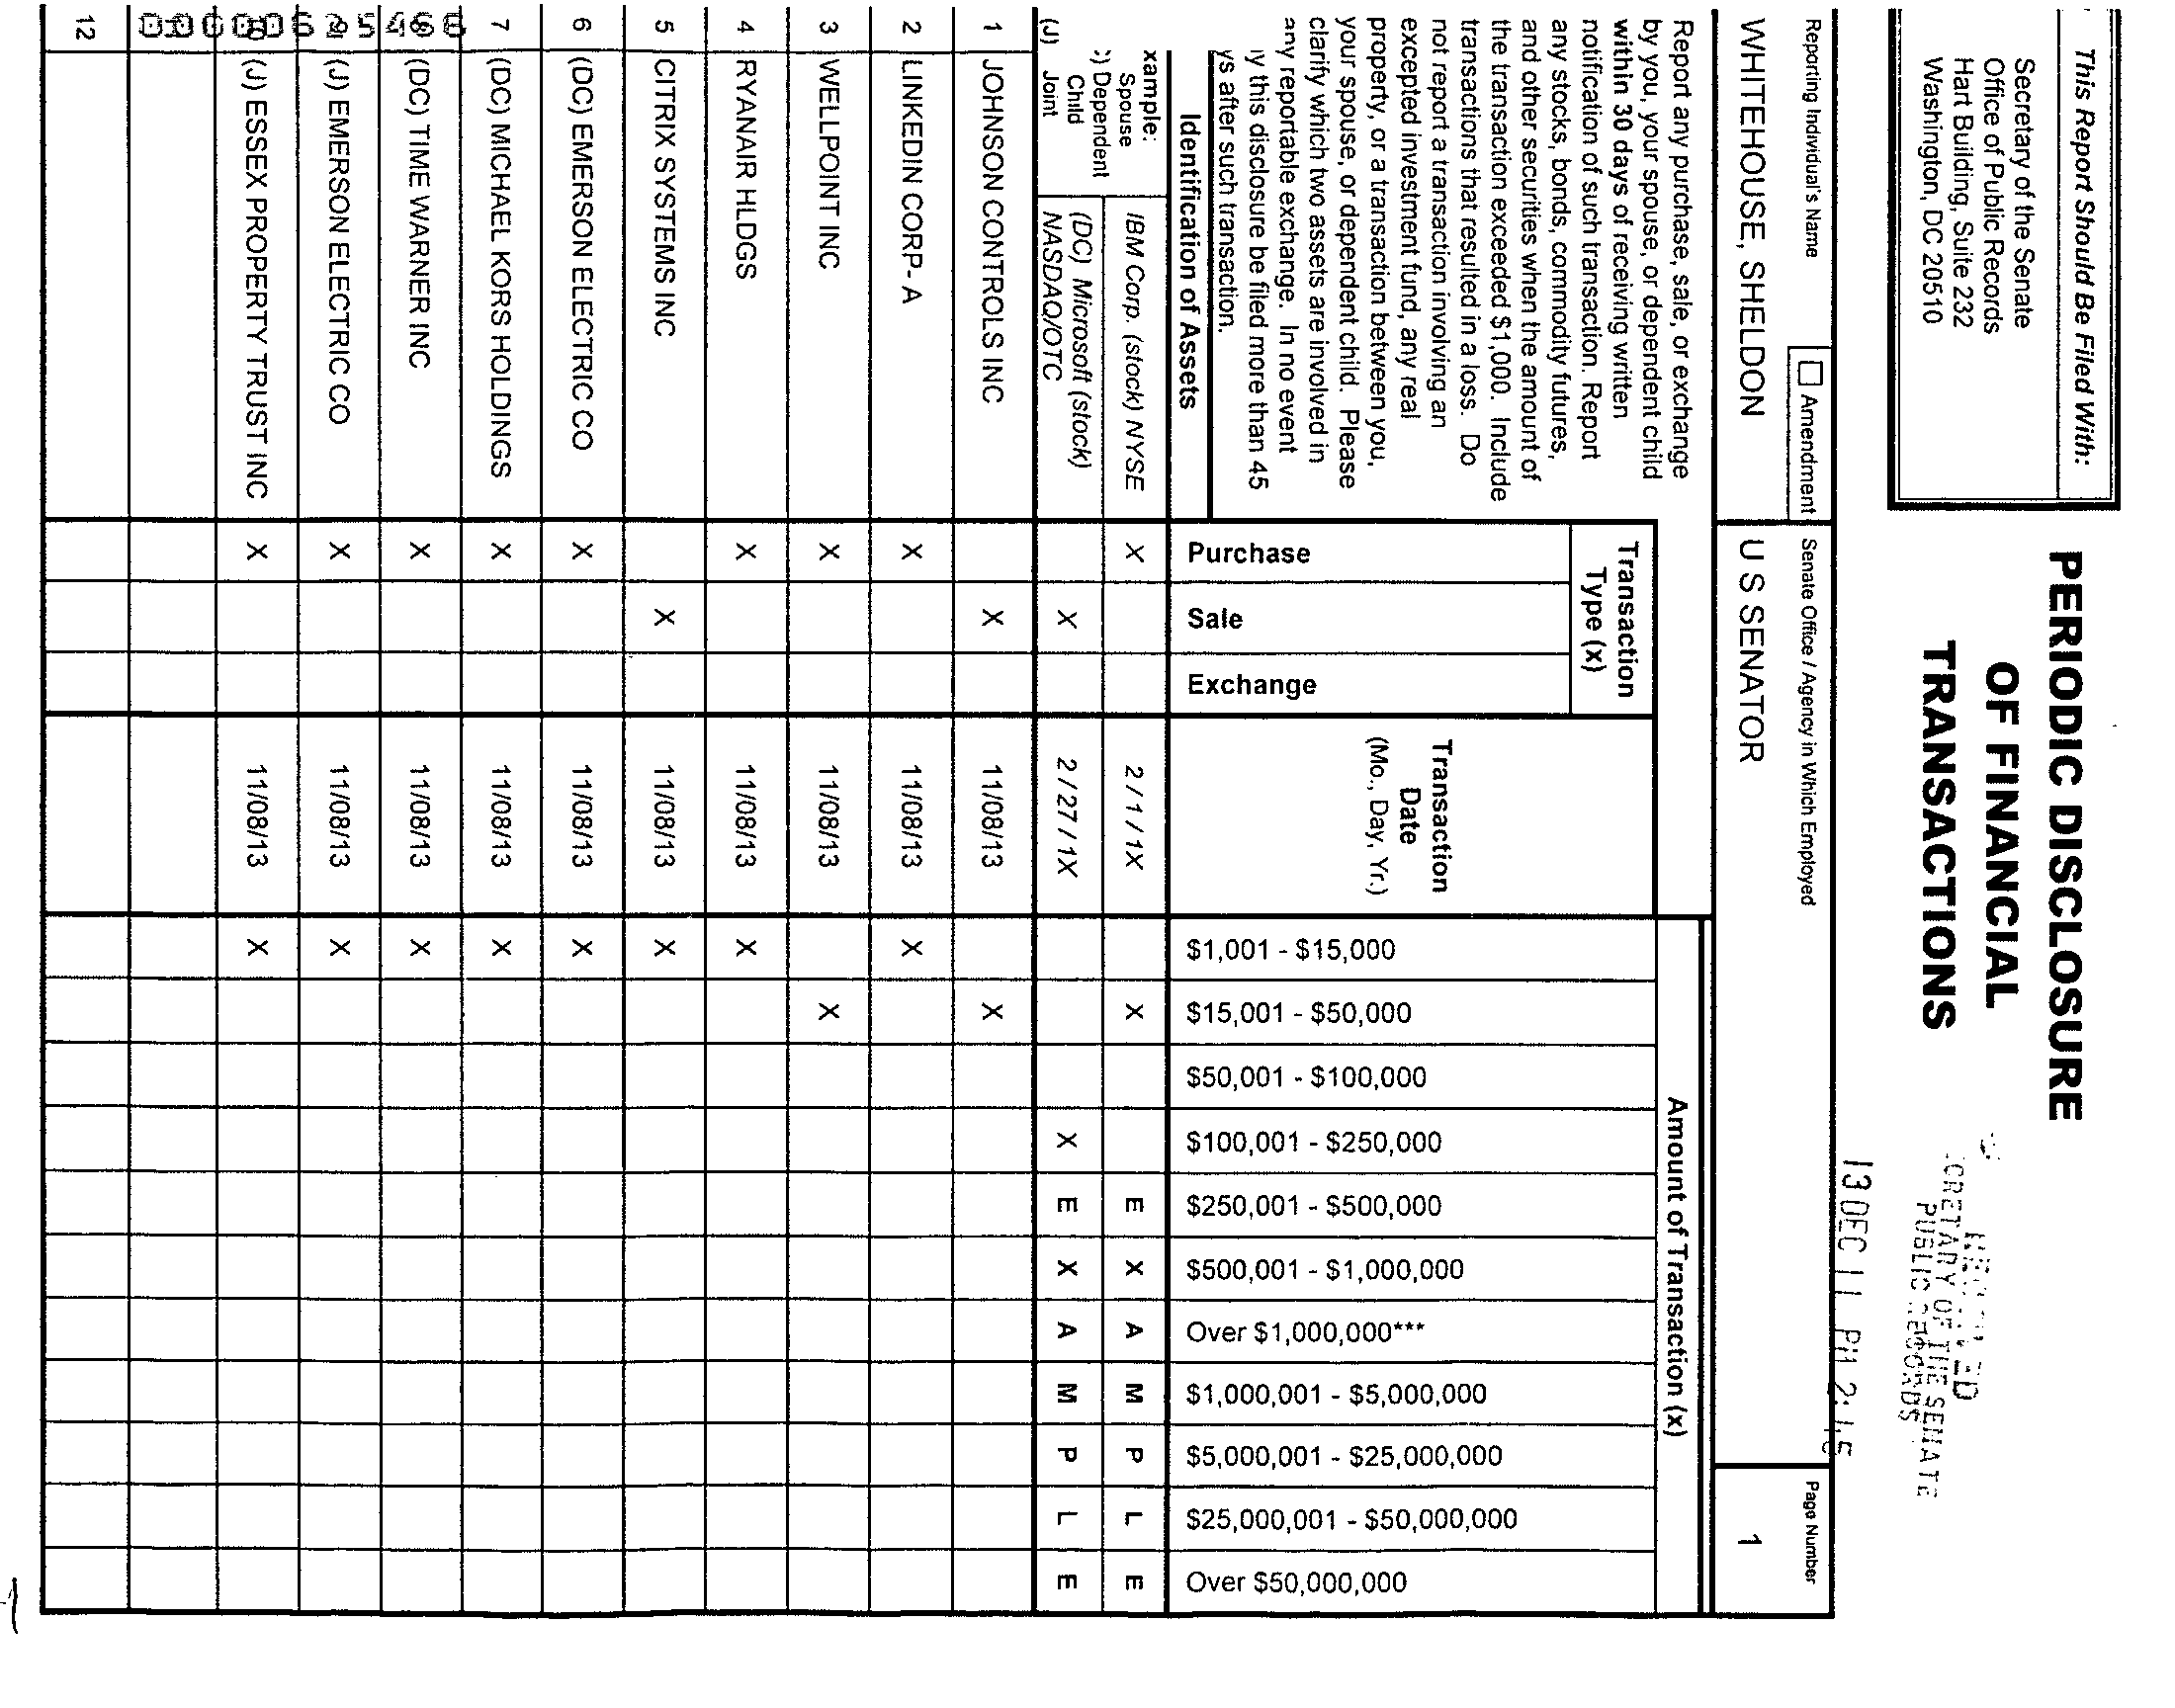 This Report Should Be Filed With:
Secretary of the Senate
Office of Public Records
Hart Building, Suite 232
Washington, DC 20510
PERIODIC DISCLOSURE
OF FINANCIAL
TRANSACTIONS
CRETARY OF THE SENATE
PUBLIC RECORDS
13 DEC 11 PM 2:15
Reporting Individual's Name
Amendment
Senate Office / Agency in Which Employed
Page Number
WHITEHOUSE, SHELDON
U S SENATOR
1
Report any purchase, sale, or exchange
by you, your spouse, or dependent child
within 30 days of receiving written
notification of such transaction. Report
any stocks, bonds, commodity futures,
and other securities when the amount of
the transaction exceeded $1,000. Include
transactions that resulted in a loss. Do
not report a transaction involving an
excepted investment fund, any real
property, or a transaction between you,
your spouse, or dependent child. Please
clarify which two assets are involved in
any reportable exchange. In no event
this disclosure be filed more than 45
ys after such transaction.
Identification of Assets
Transaction
Type (x)
Purchase
Sale
Exchange
Transaction
Date
(Mo., Day, Yr.)
Amount of Transaction (x)
$1,001 - $15,000
$15,001 - $50,000
$50,001 - $100,000
$100,001 - $250,000
$250,001 - $500,000
$500,001 - $1,000,000
Over $1,000,000***
$1,000,001 - $5,000,000
$5,000,001 - $25,000,000
$25,000,001 - $50,000,000
Over $50,000,000
xample:
Spouse
) Dependent
Child
(J) Joint
IBM Corp. (stock) NYSE X 2 / 1 / 1X X E X A M P L E
(DC) Microsoft (stock)
NASDAQ/OTC X 2 / 27 / 1X X E X A M P L E
1 JOHNSON CONTROLS INC X 11/08/13 X
2 LINKEDIN CORP- A X 11/08/13 X
3 WELLPOINT INC X 11/08/13 X
4 RYANAIR HLDGS X 11/08/13 X
5 CITRIX SYSTEMS INC X 11/08/13 X
6 (DC) EMERSON ELECTRIC CO X 11/08/13 X
7 (DC) MICHAEL KORS HOLDINGS X 11/08/13 X
(DC) TIME WARNER INC X 11/08/13 X
(J) EMERSON ELECTRIC CO X 11/08/13 X
(J) ESSEX PROPERTY TRUST INC X 11/08/13 X
12